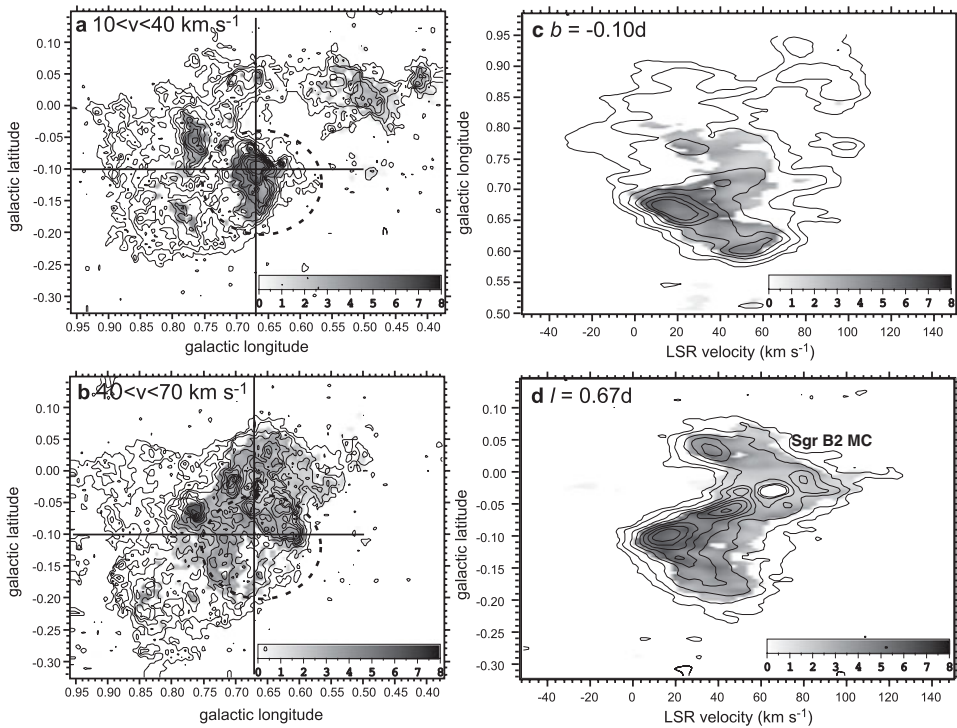 a 10<v<40 km s-1
galactic latitude
0.10
0.05
0.00
-0.05
-0.10
-0.15
-0.20
-0.25
-0.30
0 1 2 3 4 5 6 7 8
0.95 0.90 0.85 0.80 0.75 0.70 0.65 0.60 0.55 0.50 0.45 0.40
galactic longitude
c b = -0.10d
galactic longitude
0.95
0.90
0.85
0.80
0.75
0.70
0.65
0.60
0.55
0.50
0 1 2 3 4 5 6 7 8
-40 -20 0 20 40 60 80 100 120 140
LSR velocity (km s-1)
b 40<v<70 km s-1
galactic latitude
0.10
0.05
0.00
-0.05
-0.10
-0.15
-0.20
-0.25
-0.30
0 1 2 3 4 5 6 7 8
0.95 0.90 0.85 0.80 0.75 0.70 0.65 0.60 0.55 0.50 0.45 0.40
galactic longitude
d l = 0.67d
Sgr B2 MC
galactic latitude
0.10
0.05
0.00
-0.05
-0.10
-0.15
-0.20
-0.25
-0.30
0 1 2 3 4 5 6 7 8
-40 -20 0 20 40 60 80 100 120 140
LSR velocity (km s-1)